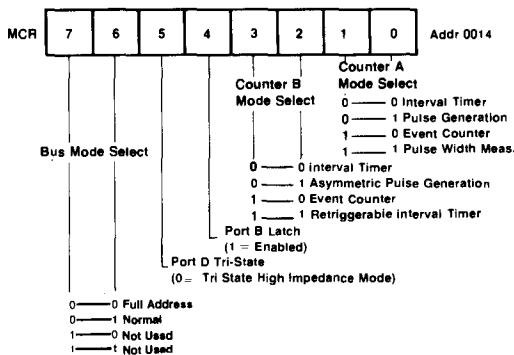 MCR 7 6 5 4 3 2 1 0 Addr 0014
Counter A
Mode Select
0 0 Interval Timer
0 1 Pulse Generation
1 0 Event Counter
1 1 Pulse Width Meas.
Counter B
Mode Select
0 0 Interval Timer
0 1 Asymmetric Pulse Generation
1 0 Event Counter
1 1 Retriggerable Interval Timer
Port B Latch
(1 = Enabled)
Port D Tri-State
(0 = Tri State High Impedance Mode)
Bus Mode Select
0 0 Full Address
0 1 Normal
1 0 Not Used
1 1 Not Used